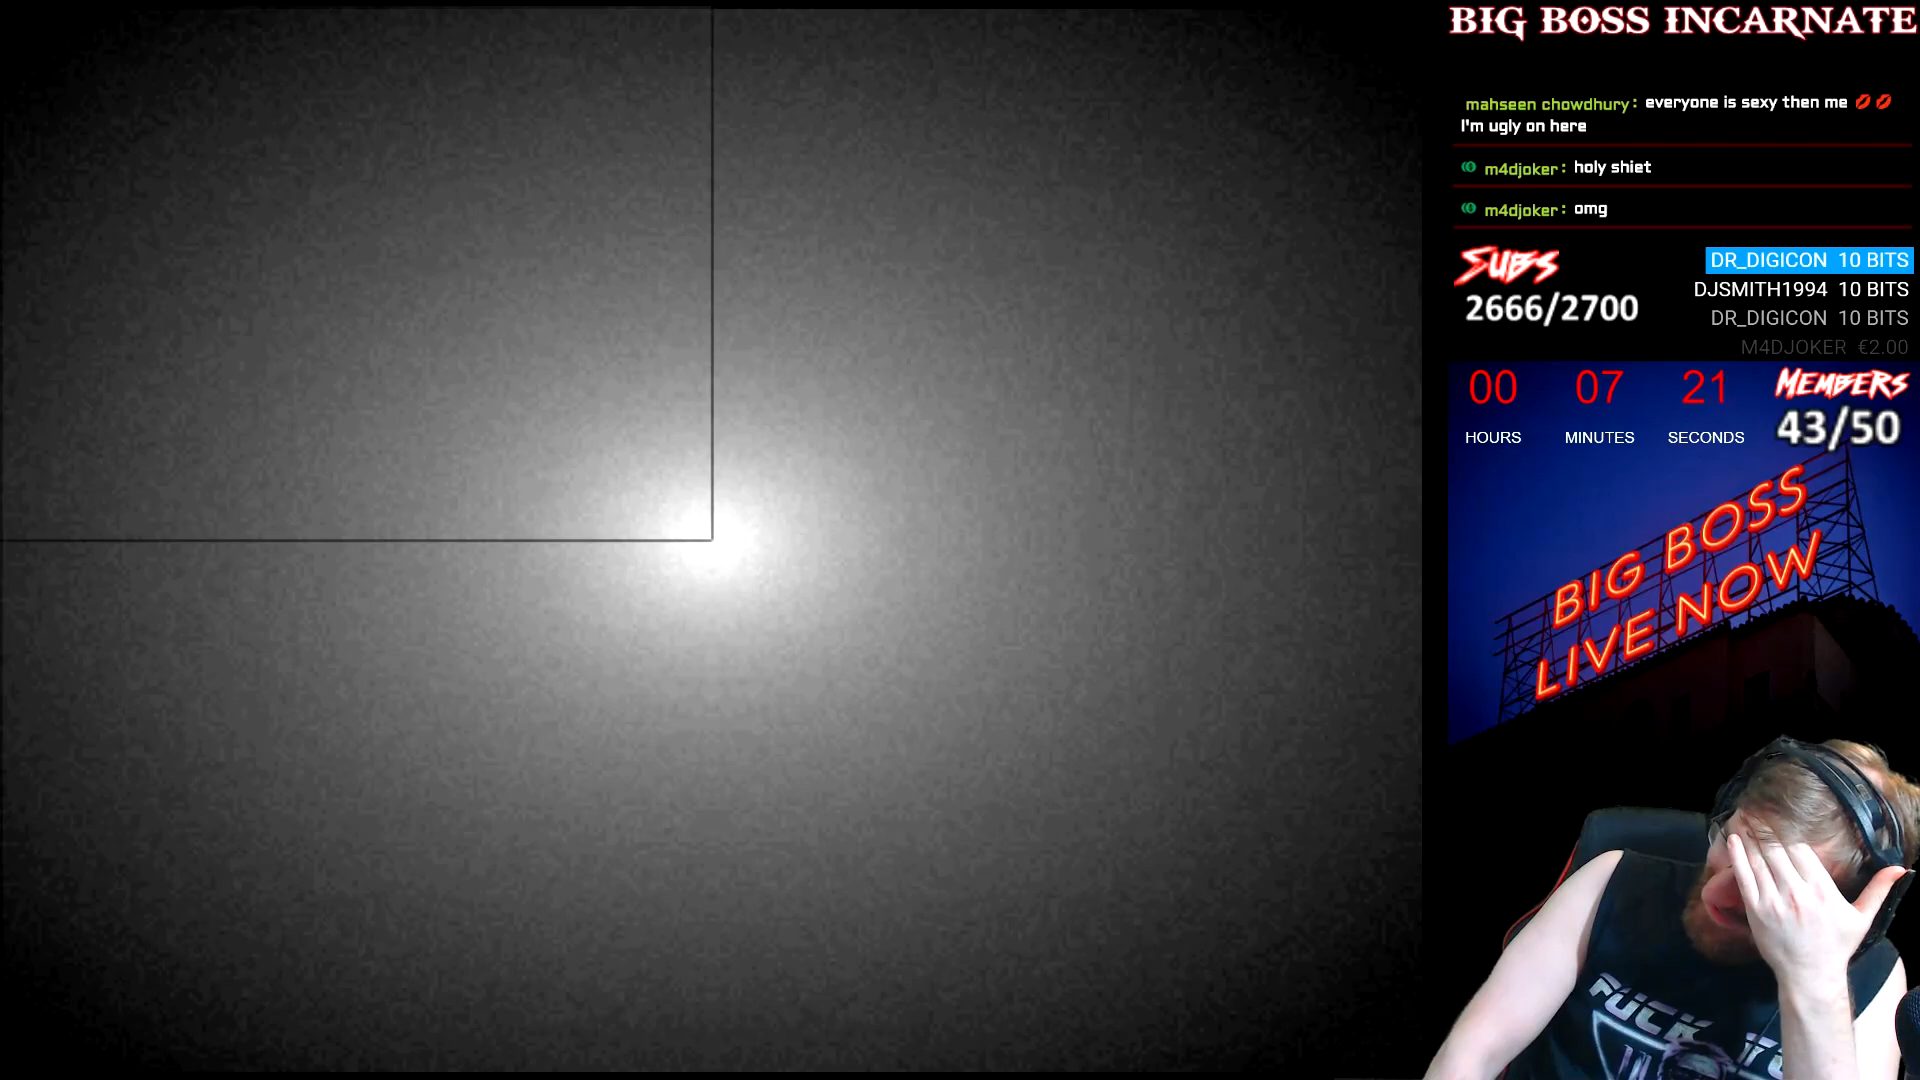 BIG BOSS INCARNATE
mahseen chowdhury: everyone is sexy then me 💋💋
I'm ugly on here
m4djoker: holy shiet
m4djoker: omg
SUBS
2666/2700
DR_DIGICON 10 BITS
DJSMITH1994 10 BITS
DR_DIGICON 10 BITS
M4DJOKER €2.00
00 07 21
HOURS MINUTES SECONDS
MEMBERS
43/50
BIG BOSS
LIVE NOW
FUCK